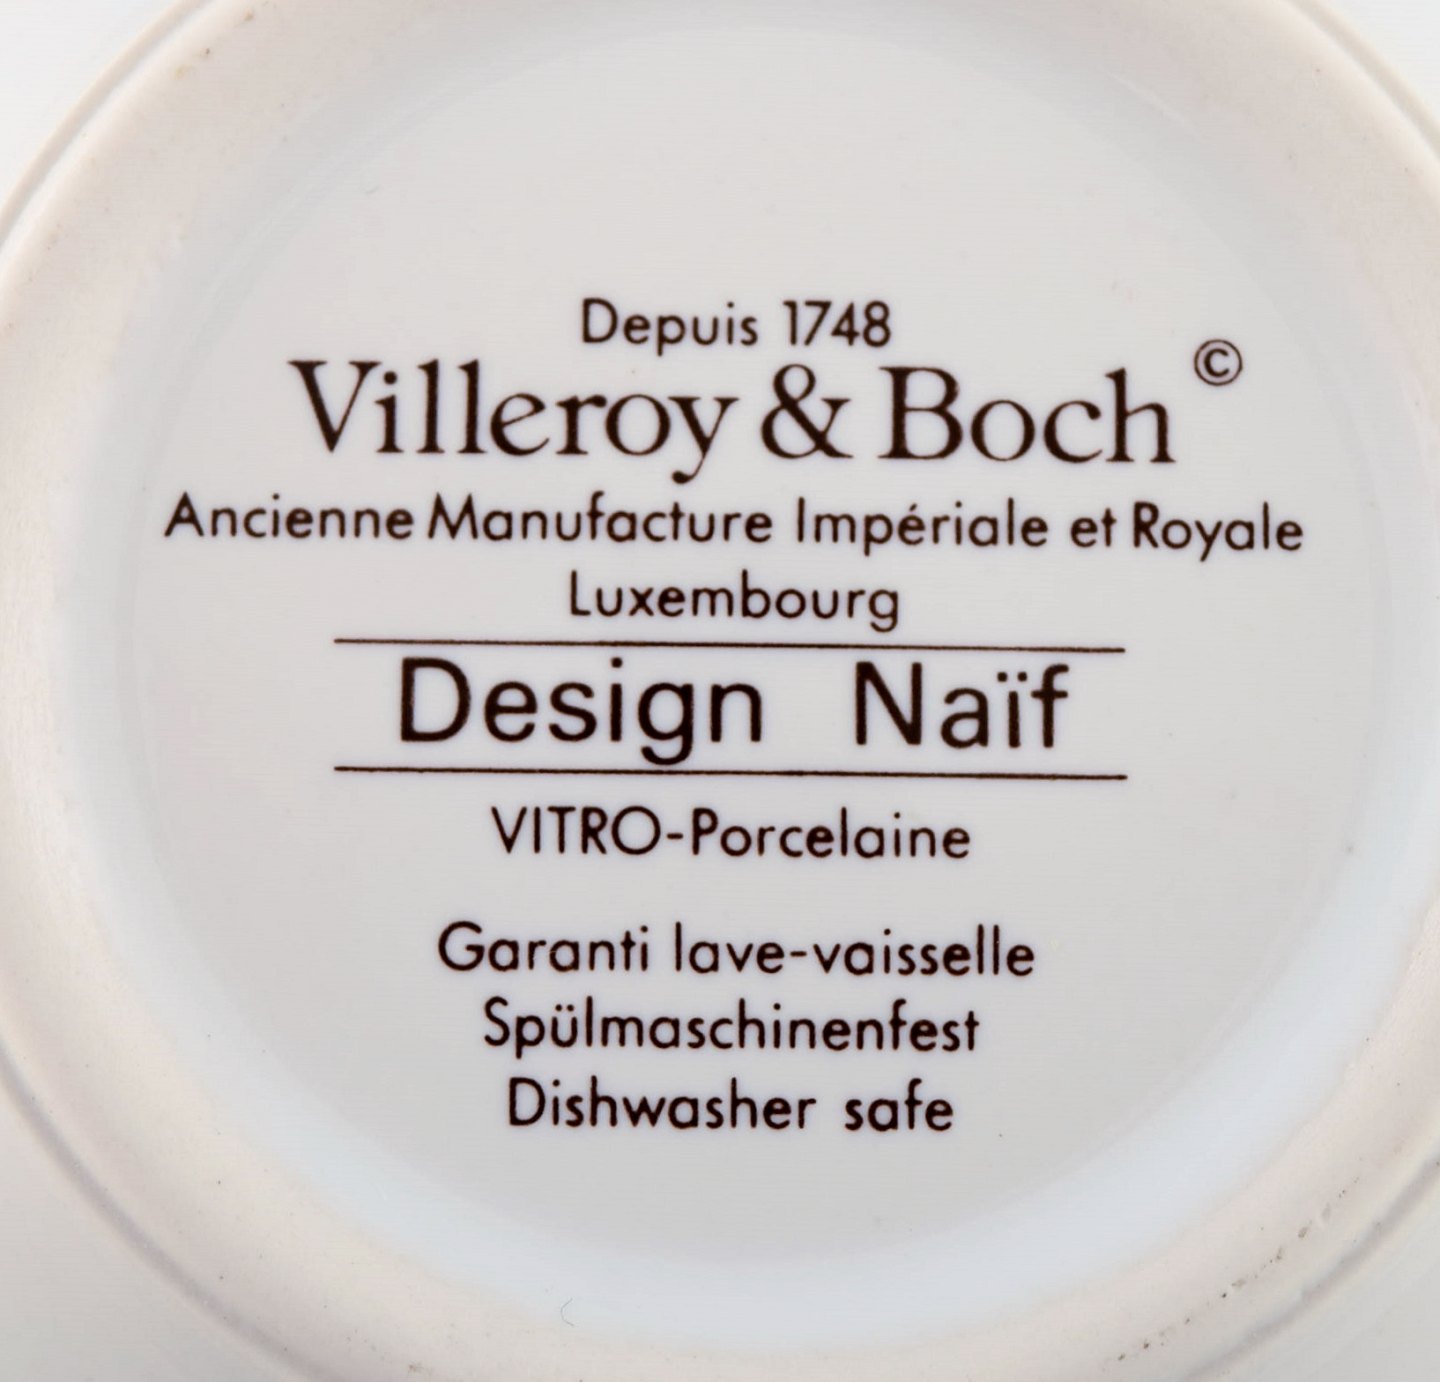 Depuis 1748
Villeroy & Boch ©
Ancienne Manufacture Impériale et Royale
Luxembourg
Design Naïf
VITRO-Porcelaine
Garanti lave-vaisselle
Spülmaschinenfest
Dishwasher safe